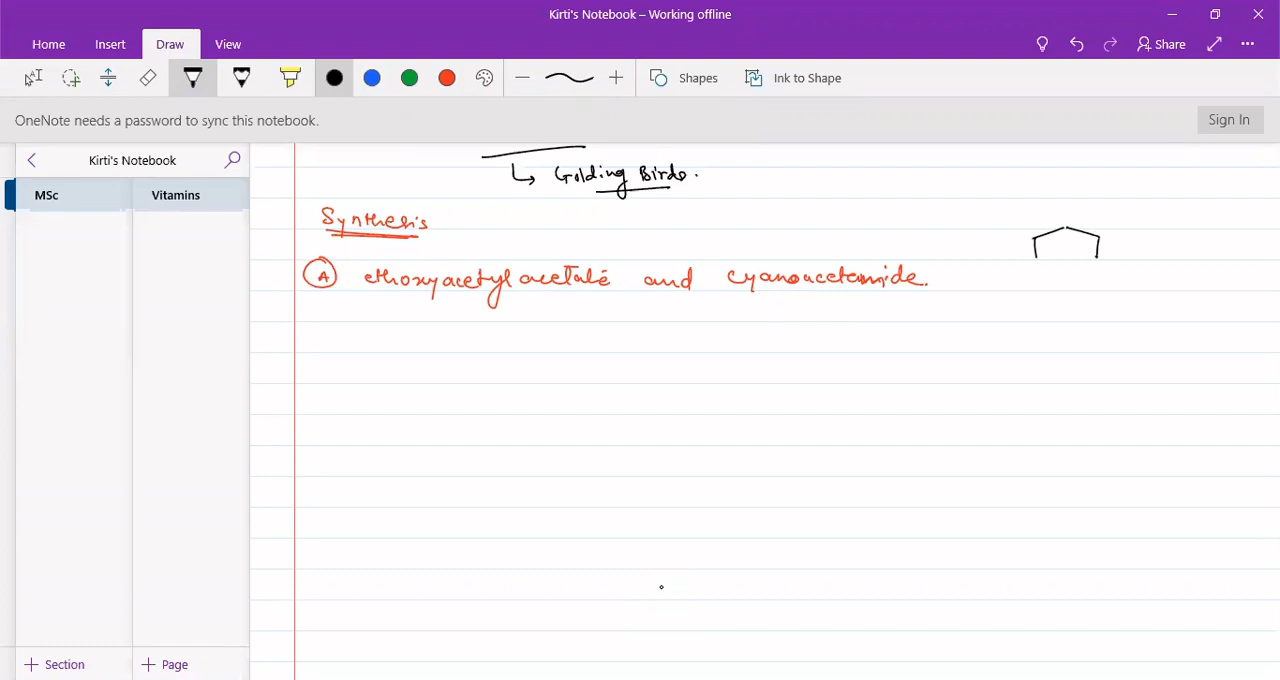 Kirti's Notebook – Working offline
Home Insert Draw View Share
Shapes Ink to Shape
OneNote needs a password to sync this notebook. Sign In
Kirti's Notebook
MSc Vitamins
Golding Birds.
Synthesis
A ethoxyacetylacetate and cyanoacetamide.
+ Section + Page